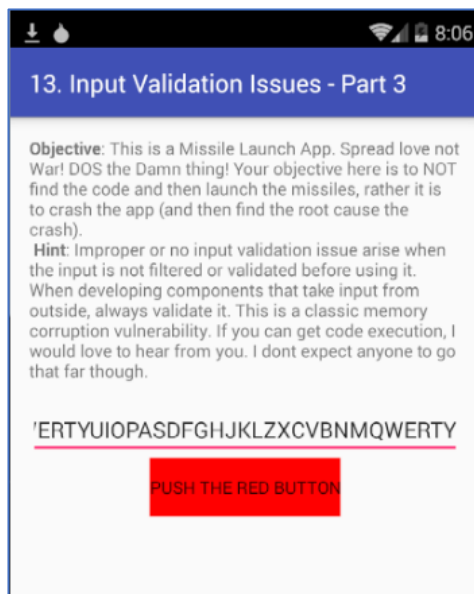 8:06
13. Input Validation Issues - Part 3
Objective: This is a Missile Launch App. Spread love not
War! DOS the Damn thing! Your objective here is to NOT
find the code and then launch the missiles, rather it is
to crash the app (and then find the root cause the
crash).
Hint: Improper or no input validation issue arise when
the input is not filtered or validated before using it.
When developing components that take input from
outside, always validate it. This is a classic memory
corruption vulnerability. If you can get code execution, I
would love to hear from you. I dont expect anyone to go
that far though.
'ERTYUIOPASDFGHJKLZXCVBNMQWERTY
PUSH THE RED BUTTON